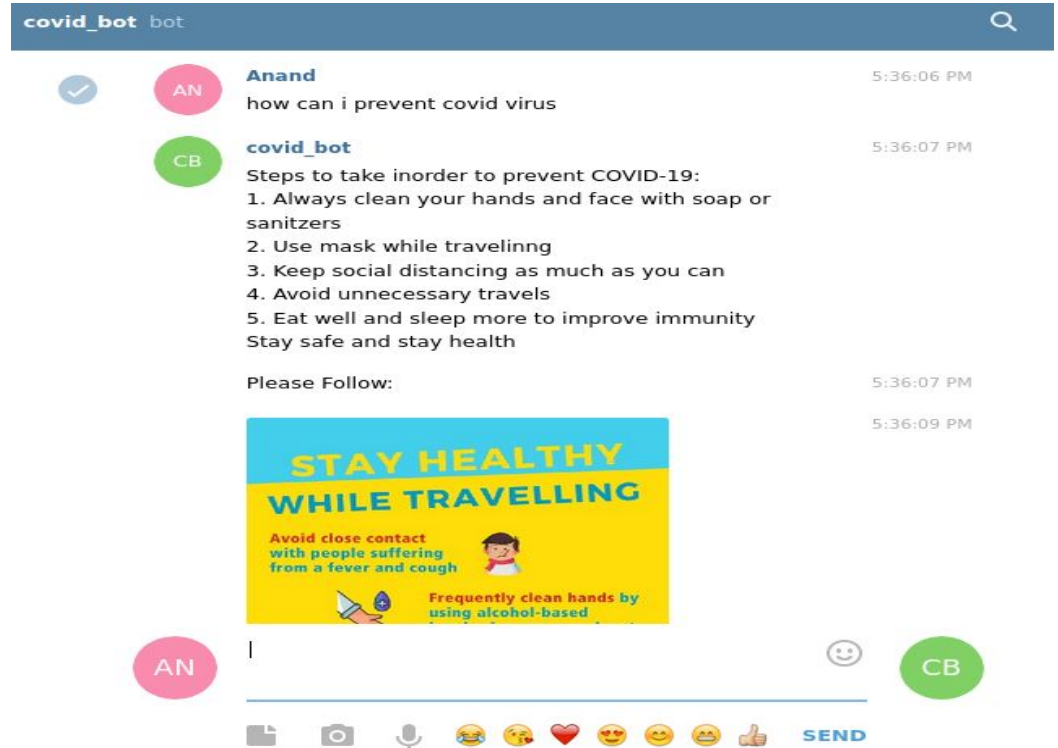 covid_bot bot
AN
Anand
5:36:06 PM
how can i prevent covid virus
CB
covid_bot
5:36:07 PM
Steps to take inorder to prevent COVID-19:
1. Always clean your hands and face with soap or
sanitzers
2. Use mask while travelinng
3. Keep social distancing as much as you can
4. Avoid unnecessary travels
5. Eat well and sleep more to improve immunity
Stay safe and stay health
Please Follow:
5:36:07 PM
5:36:09 PM
STAY HEALTHY
WHILE TRAVELLING
Avoid close contact
with people suffering
from a fever and cough
Frequently clean hands by
using alcohol-based
AN
CB
SEND